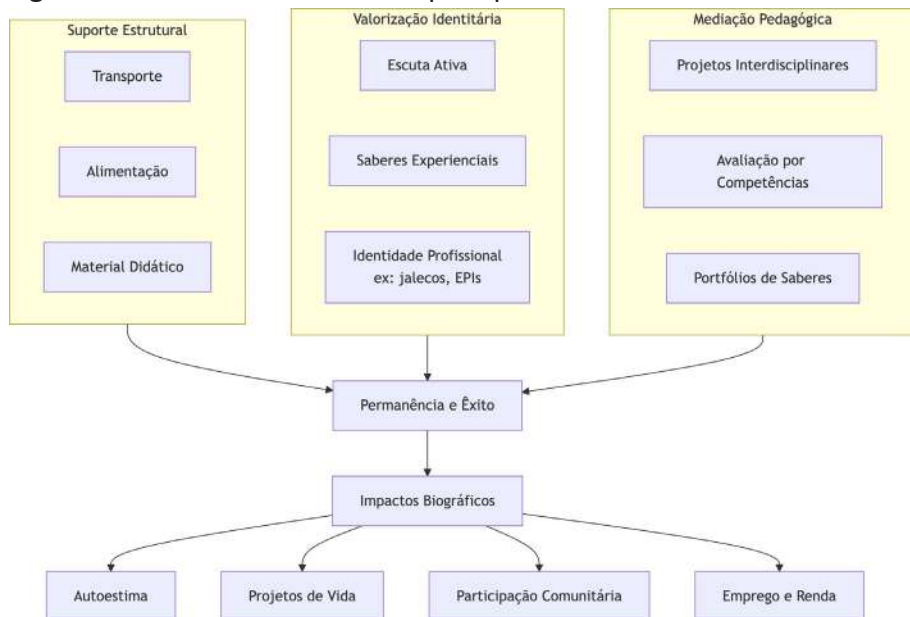 Suporte Estrutural
Transporte
Alimentação
Material Didático
Valorização Identitária
Escuta Ativa
Saberes Experienciais
Identidade Profissional
ex: jalecos, EPIs
Mediação Pedagógica
Projetos Interdisciplinares
Avaliação por
Competências
Portfólios de Saberes
Permanência e Êxito
Impactos Biográficos
Autoestima
Projetos de Vida
Participação Comunitária
Emprego e Renda